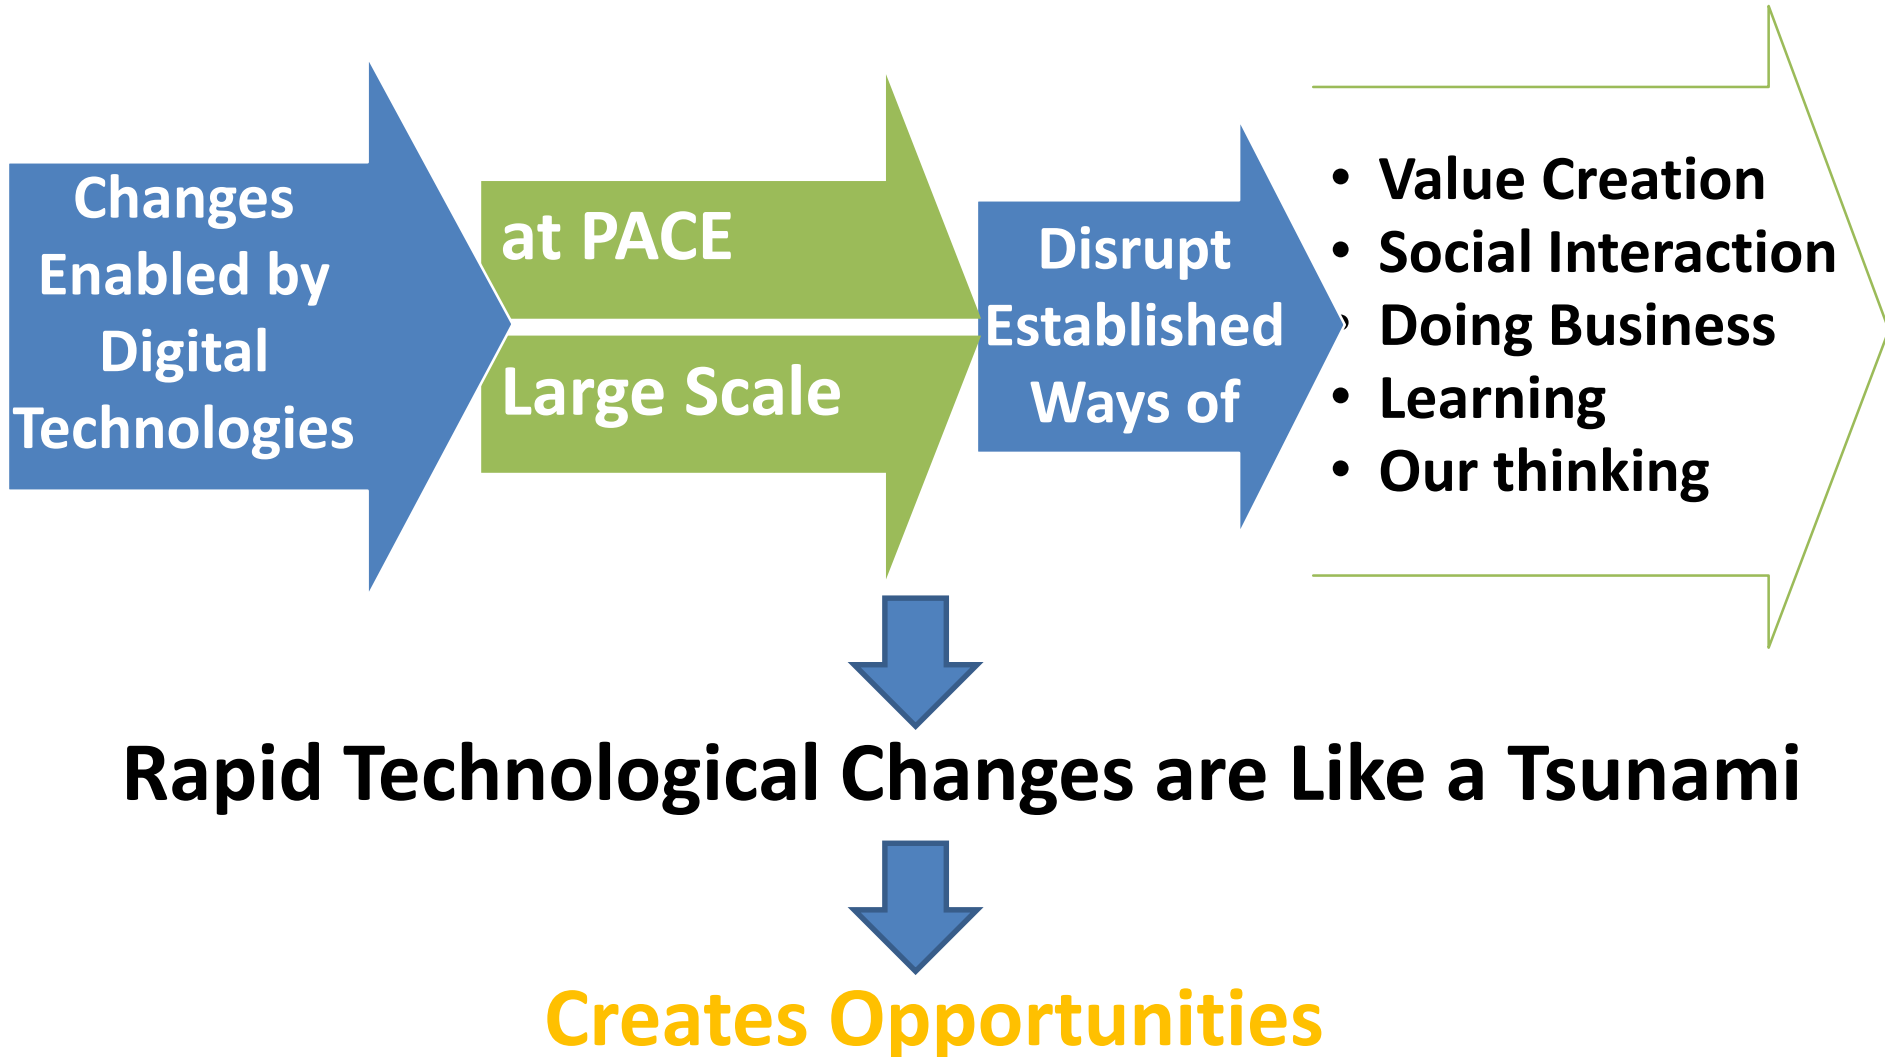 Changes
Enabled by
Digital
Technologies
at PACE
Large Scale
Disrupt
Established
Ways of
• Value Creation
• Social Interaction
• Doing Business
• Learning
• Our thinking
Rapid Technological Changes are Like a Tsunami
Creates Opportunities